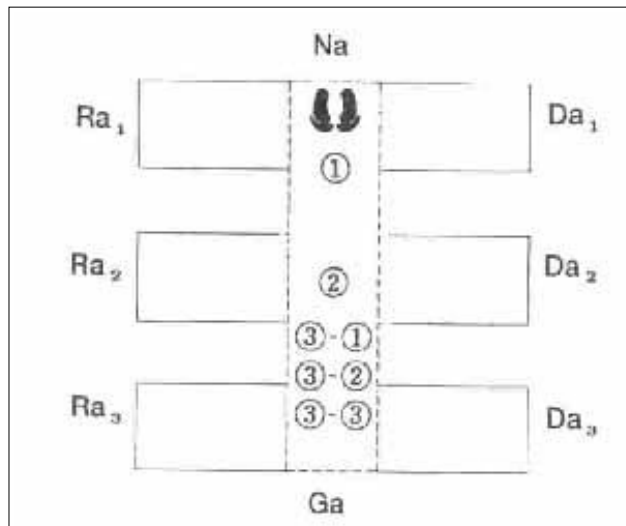 Na
Ra₁ Da₁
①
Ra₂ Da₂
②
③-①
③-②
Ra₃ ③-③ Da₃
Ga